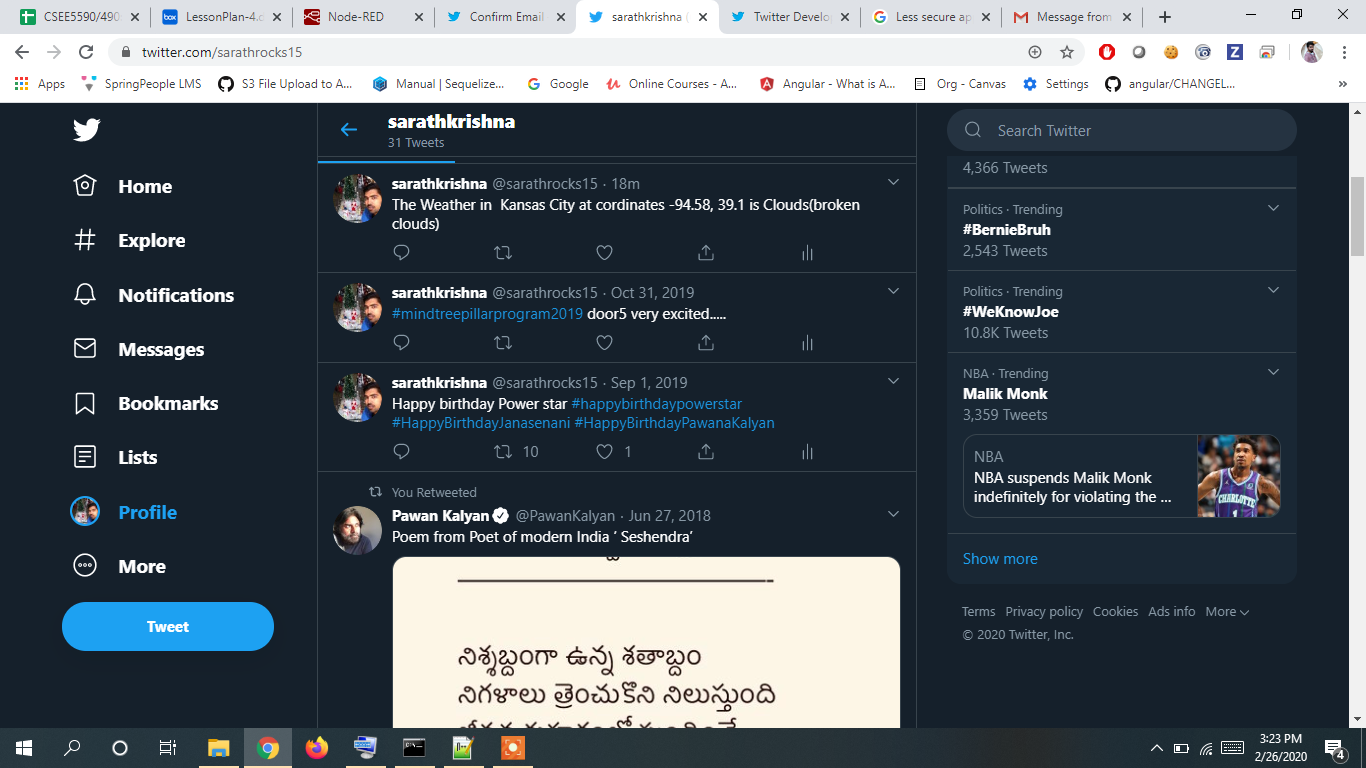 CSEE5590/490
LessonPlan-4.
Node-RED
Confirm Email
sarathkrishna (
Twitter Develo
Less secure ap
Message from
twitter.com/sarathrocks15
Apps
SpringPeople LMS
S3 File Upload to A...
Manual | Sequelize...
Google
Online Courses - A...
Angular - What is A...
Org - Canvas
Settings
angular/CHANGEL...
Home
Explore
Notifications
Messages
Bookmarks
Lists
Profile
More
Tweet
sarathkrishna
31 Tweets
sarathkrishna @sarathrocks15 · 18m
The Weather in Kansas City at cordinates -94.58, 39.1 is Clouds(broken
clouds)
sarathkrishna @sarathrocks15 · Oct 31, 2019
#mindtreepillarprogram2019 door5 very excited.....
sarathkrishna @sarathrocks15 · Sep 1, 2019
Happy birthday Power star #happybirthdaypowerstar
#HappyBirthdayJanasenani #HappyBirthdayPawanaKalyan
10 1
You Retweeted
Pawan Kalyan @PawanKalyan · Jun 27, 2018
Poem from Poet of modern India ‘ Seshendra’
నిశ్శబ్దంగా ఉన్న శతాబ్దం
నిగళాలు త్రెంచుకొని నిలుస్తుంది
Search Twitter
4,366 Tweets
Politics · Trending
#BernieBruh
2,543 Tweets
Politics · Trending
#WeKnowJoe
10.8K Tweets
NBA · Trending
Malik Monk
3,359 Tweets
NBA
NBA suspends Malik Monk
indefinitely for violating the ...
CHARLOTTE
1
Show more
Terms Privacy policy Cookies Ads info More
© 2020 Twitter, Inc.
3:23 PM
2/26/2020
4